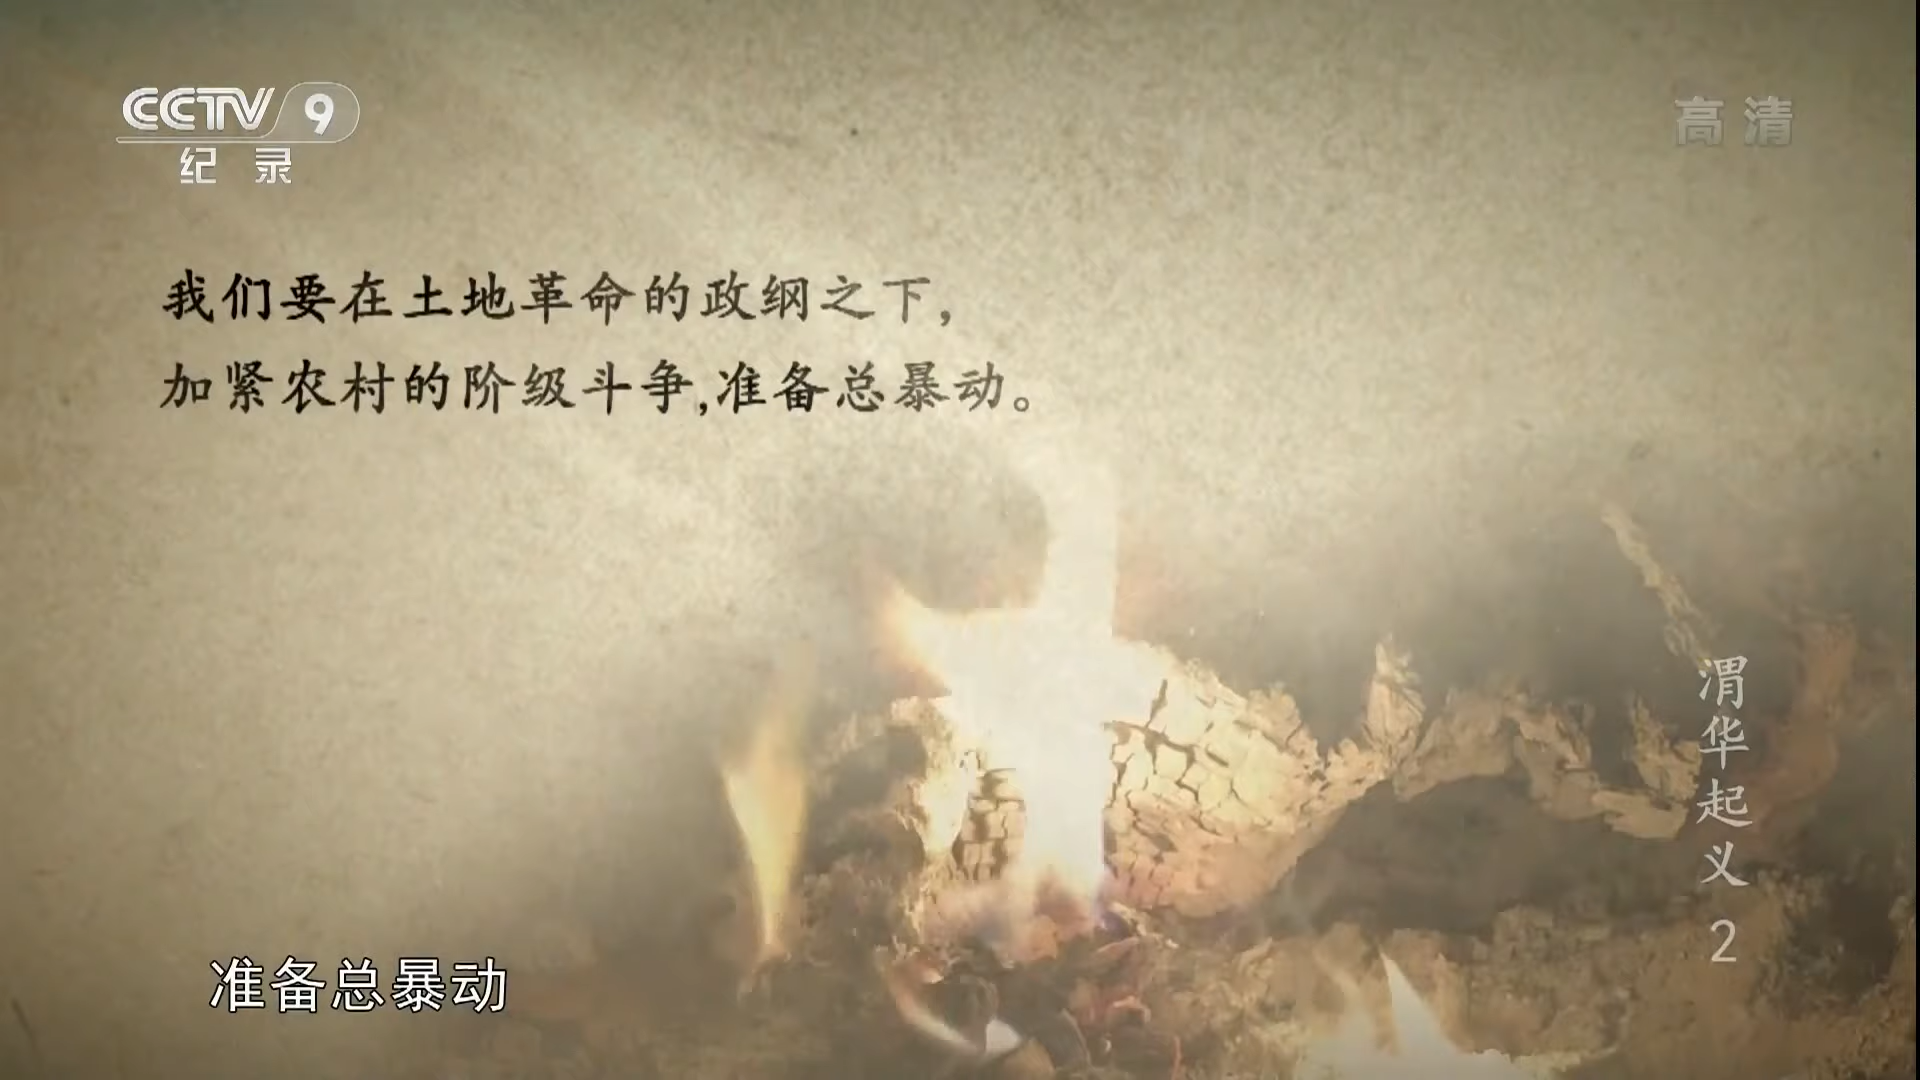 CCTV 9
纪录
高清
我们要在土地革命的政纲之下，
加紧农村的阶级斗争,准备总暴动。
渭华起义 2
准备总暴动